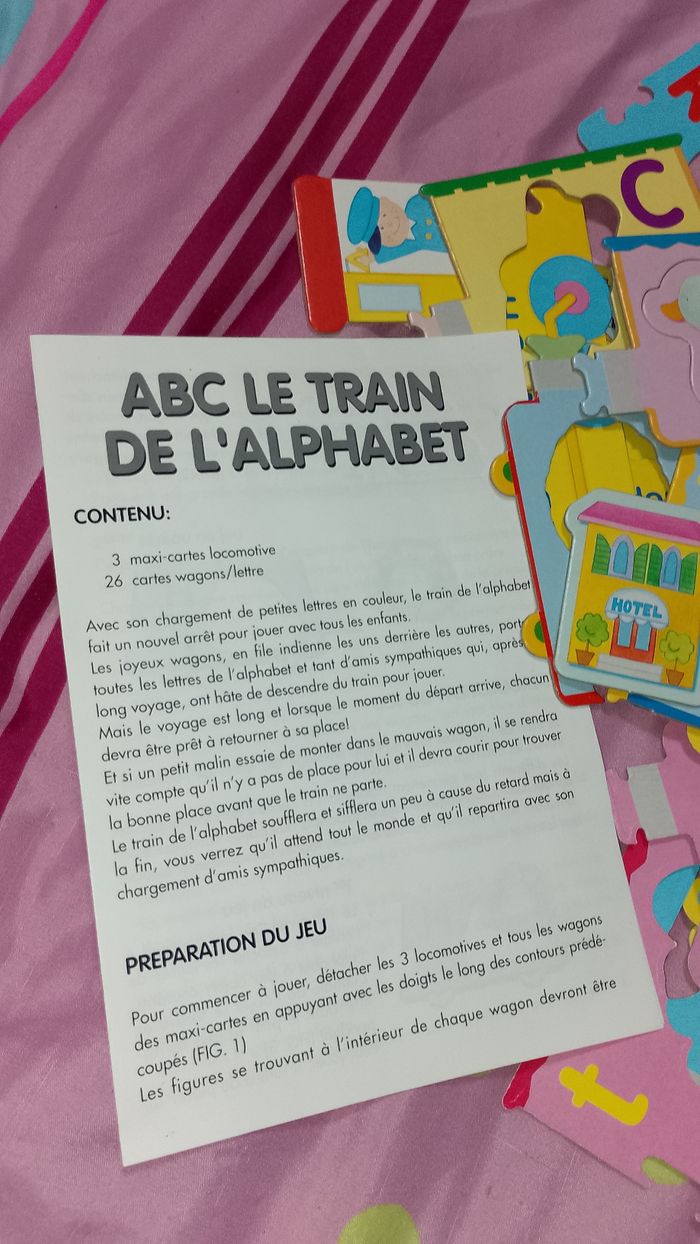 ABC LE TRAIN
DE L'ALPHABET
CONTENU:
3 maxi-cartes locomotive
26 cartes wagons/lettre
Avec son chargement de petites lettres en couleur, le train de l'alphabet
fait un nouvel arrêt pour jouer avec tous les enfants.
Les joyeux wagons, en file indienne les uns derrière les autres,
toutes les lettres de l'alphabet et tant d'amis sympathiques qui, après
long voyage, ont hâte de descendre du train pour jouer.
Mais le voyage est long et lorsque le moment du départ arrive, chacun
devra être prêt à retourner à sa place!
Et si un petit malin essaie de monter dans le mauvais wagon, il se rendra
vite compte qu'il n'y a pas de place pour lui et il devra courir pour trouver
la bonne place avant que le train ne parte.
Le train de l'alphabet soufflera et sifflera un peu à cause du retard mais à
la fin, vous verrez qu'il attend tout le monde et qu'il repartira avec son
chargement d'amis sympathiques.
PREPARATION DU JEU
Pour commencer à jouer, détacher les 3 locomotives et tous les wagons
des maxi-cartes en appuyant avec les doigts le long des contours prédé-
coupés (FIG. 1)
Les figures se trouvant à l'intérieur de chaque wagon devront être
C
HOTEL
t